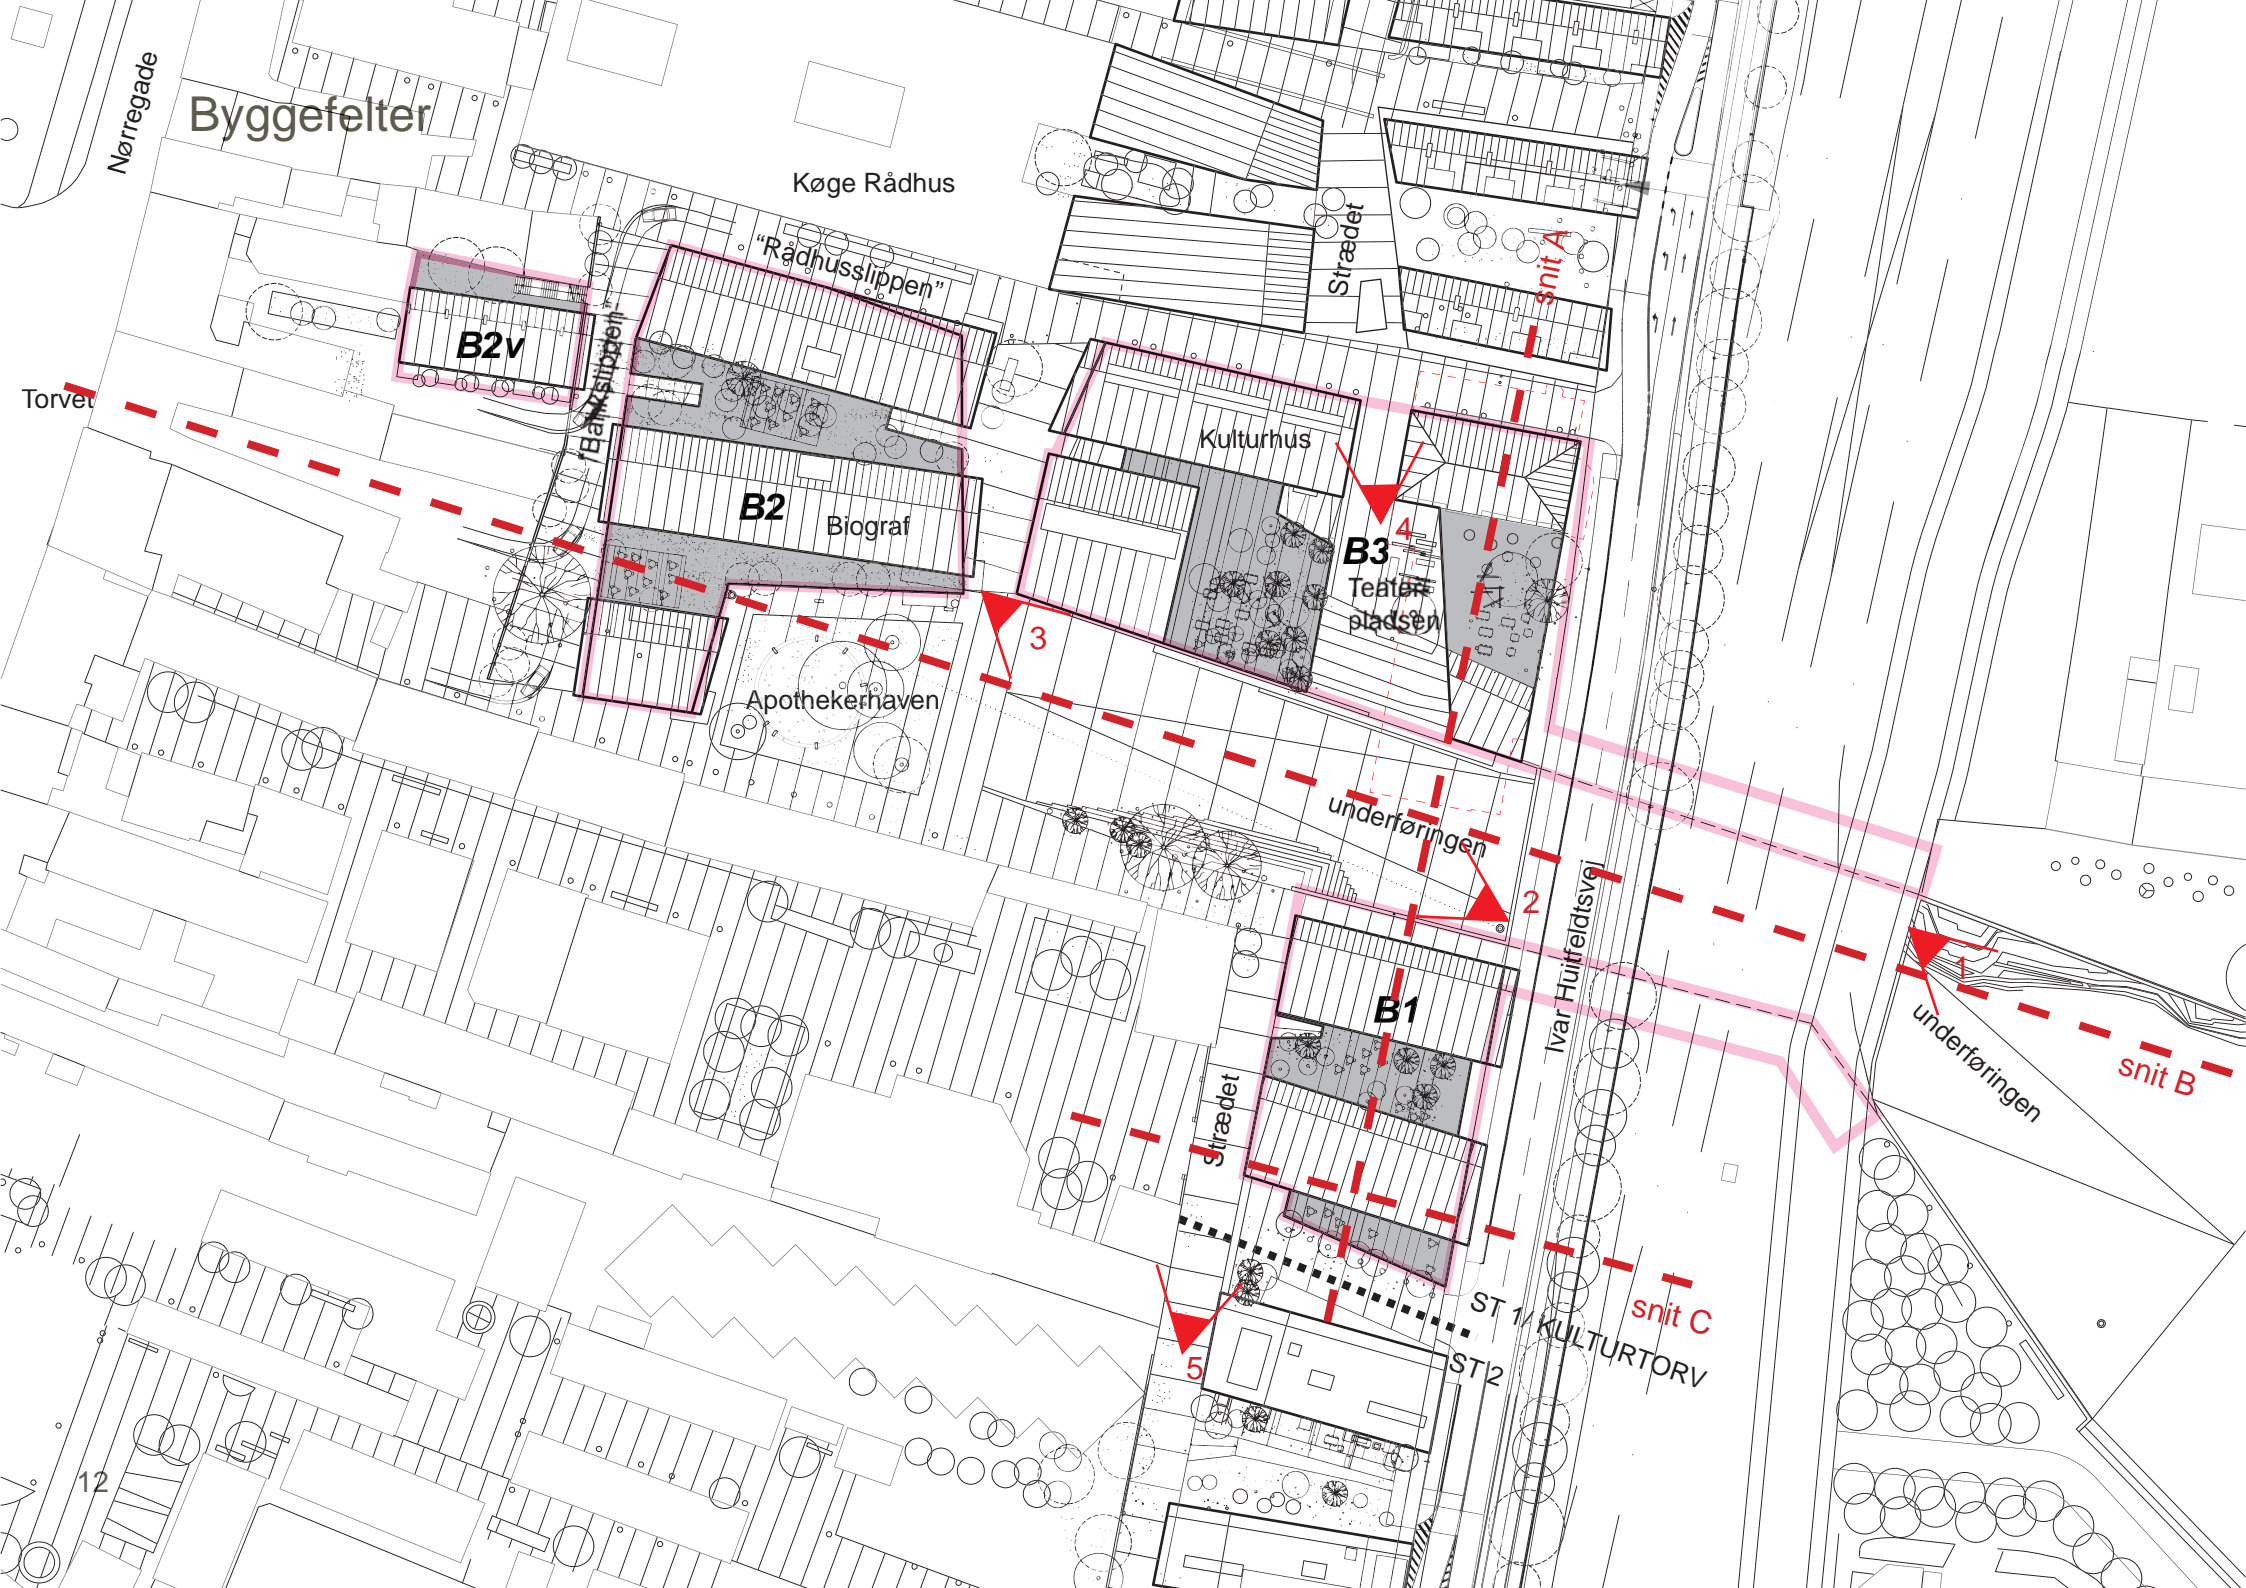 Nørregade
Byggefelter
Køge Rådhus
"Rådhusslippen"
Strædet
snit A
B2v
"Bankslippen"
Torvet
Kulturhus
B2
Biograf
4
B3
Teater-
pladsen
3
Apothekerhaven
underføringen
2
Ivar Huitfeldtsvej
1
B1
underføringen
snit B
Strædet
ST 1/ KULTURTORV
snit C
ST 2
5
12